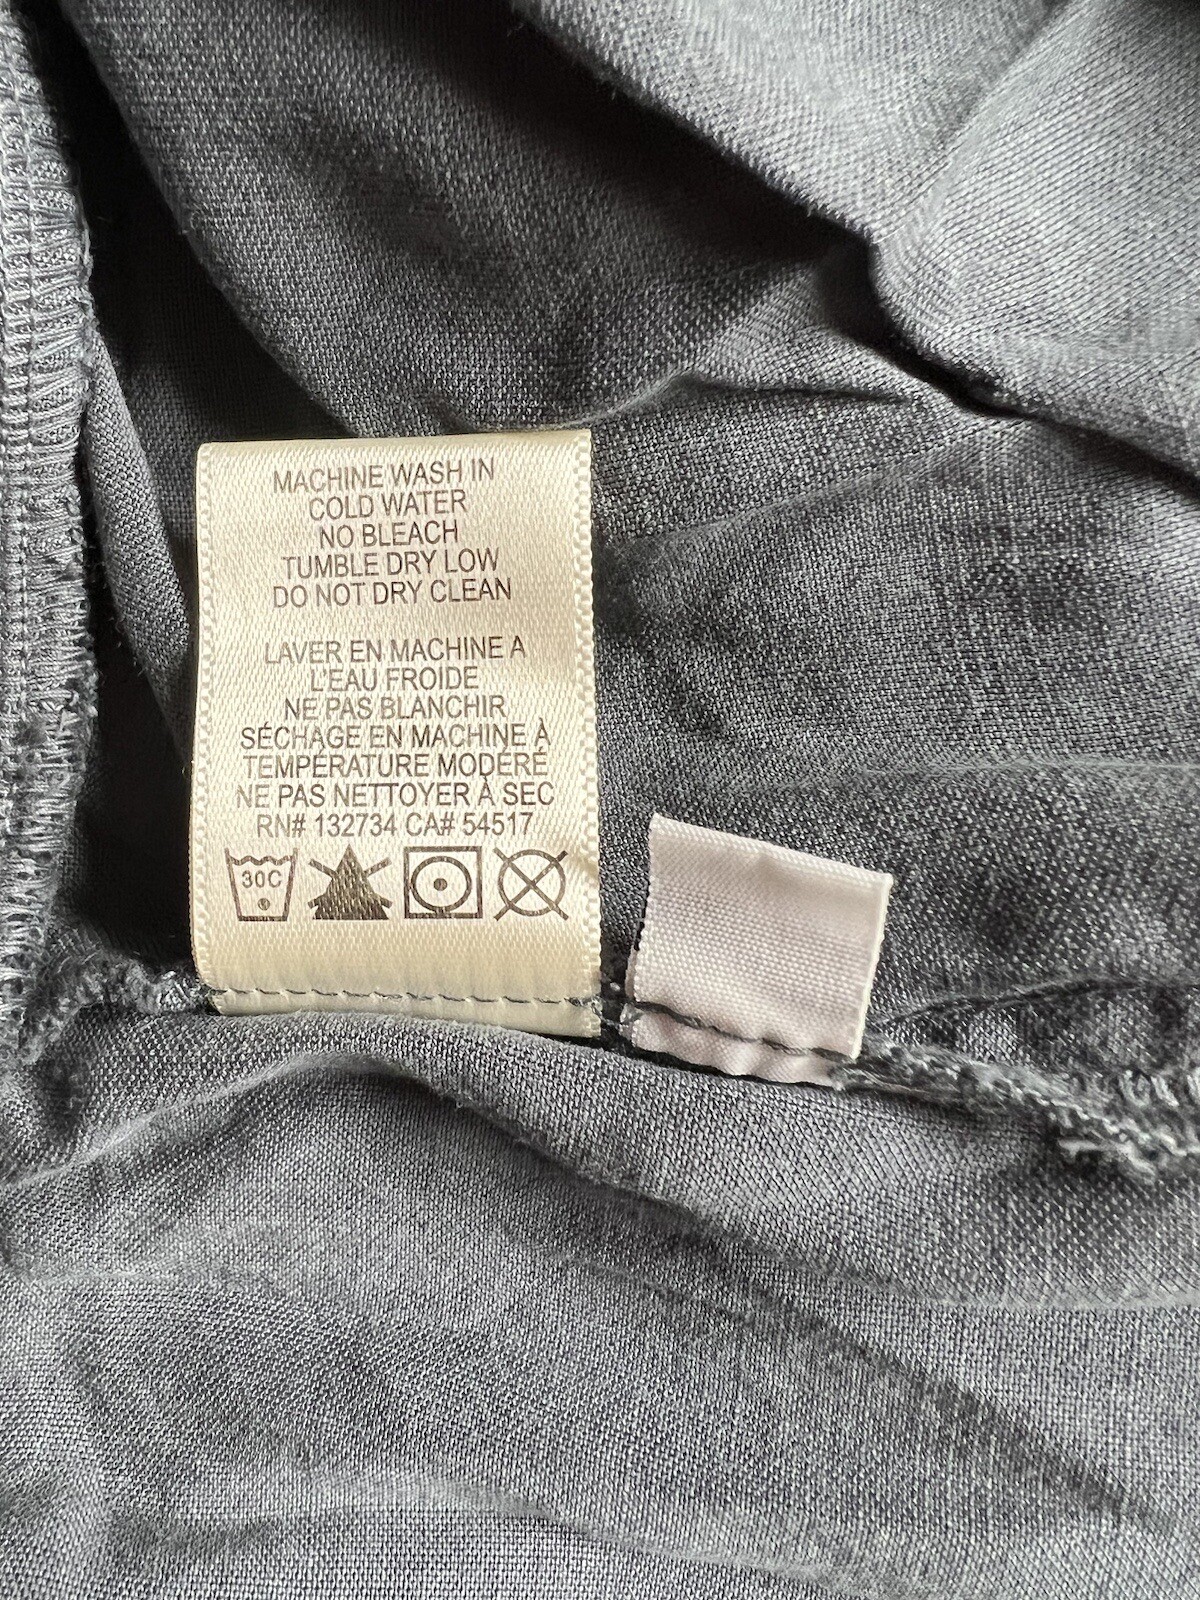 MACHINE WASH IN
COLD WATER
NO BLEACH
TUMBLE DRY LOW
DO NOT DRY CLEAN
LAVER EN MACHINE A
L'EAU FROIDE
NE PAS BLANCHIR
SÉCHAGE EN MACHINE À
TEMPÉRATURE MODÉRÉ
NE PAS NETTOYER À SEC
RN# 132734 CA# 54517
30C